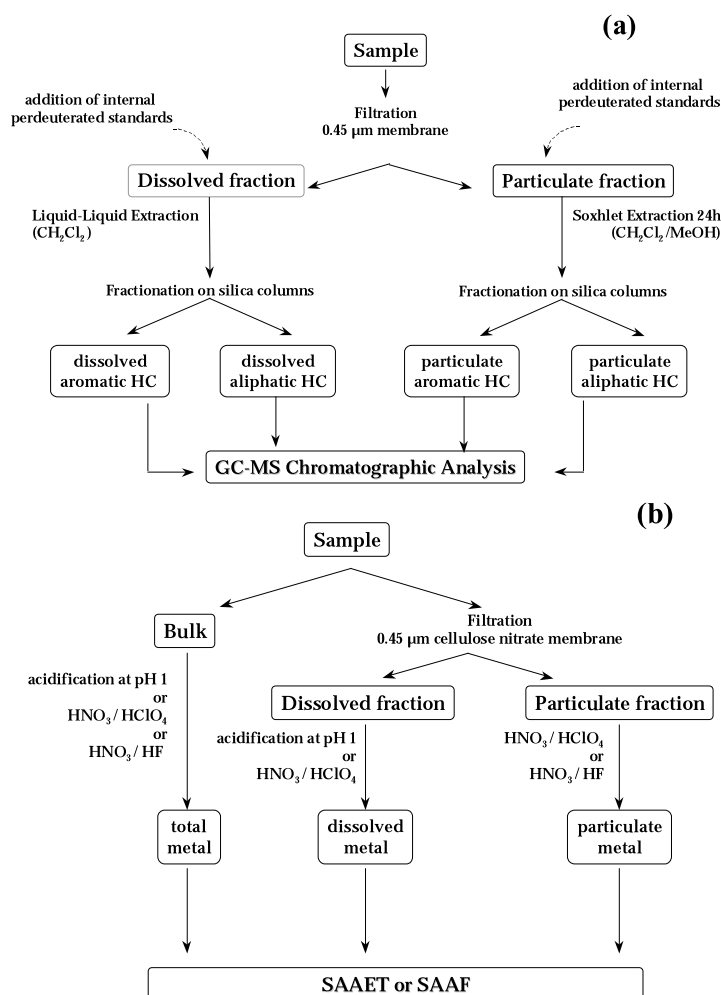 (a)
Sample
addition of internal
perdeuterated standards
addition of internal
perdeuterated standards
Filtration
0.45 µm membrane
Dissolved fraction
Particulate fraction
Liquid-Liquid Extraction
(CH₂Cl₂)
Soxhlet Extraction 24h
(CH₂Cl₂/MeOH)
Fractionation on silica columns
Fractionation on silica columns
dissolved
aromatic HC
dissolved
aliphatic HC
particulate
aromatic HC
particulate
aliphatic HC
GC-MS Chromatographic Analysis
(b)
Sample
Bulk
Filtration
0.45 µm cellulose nitrate membrane
acidification at pH 1
or
HNO₃/HClO₄
or
HNO₃/HF
Dissolved fraction
Particulate fraction
acidification at pH 1
or
HNO₃/HClO₄
HNO₃/HClO₄
or
HNO₃/HF
total
metal
dissolved
metal
particulate
metal
SAAET or SAAF